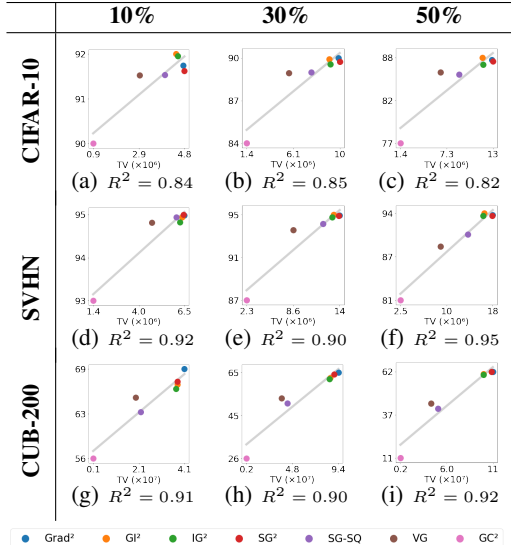 10% 30% 50%
CIFAR-10
92
91
90
0.9 2.9 4.8
TV (×10⁶)
(a) R² = 0.84
90
87
84
1.4 6.1 10
TV (×10⁶)
(b) R² = 0.85
88
82
77
1.4 7.3 13
TV (×10⁶)
(c) R² = 0.82
SVHN
95
94
93
1.4 4.0 6.5
TV (×10⁶)
(d) R² = 0.92
95
91
87
2.3 8.6 14
TV (×10⁶)
(e) R² = 0.90
94
88
81
2.5 10 18
TV (×10⁶)
(f) R² = 0.95
CUB-200
69
63
56
0.1 2.1 4.1
TV (×10⁷)
(g) R² = 0.91
65
45
26
0.2 4.8 9.4
TV (×10⁷)
(h) R² = 0.90
62
37
11
0.2 6.0 11
TV (×10⁷)
(i) R² = 0.92
Grad² GI² IG² SG² SG-SQ VG GC²